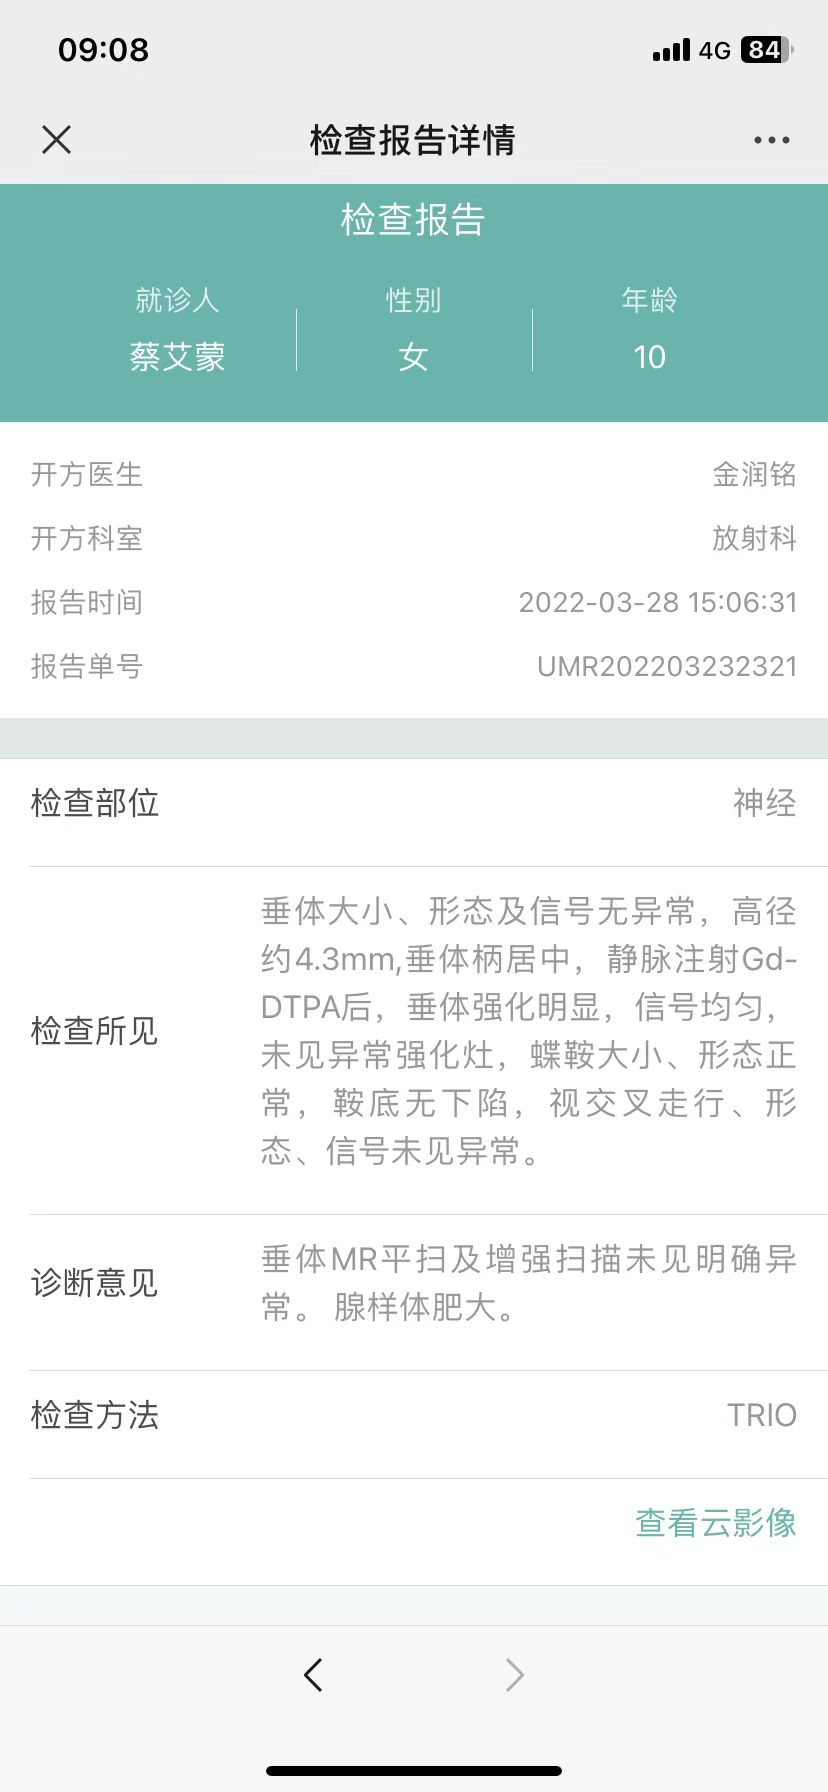 09:08
4G 84
检查报告详情
检查报告
就诊人 性别 年龄
蔡艾蒙 女 10
开方医生 金润铭
开方科室 放射科
报告时间 2022-03-28 15:06:31
报告单号 UMR202203232321
检查部位 神经
检查所见
垂体大小、形态及信号无异常，高径
约4.3mm,垂体柄居中，静脉注射Gd-
DTPA后，垂体强化明显，信号均匀，
未见异常强化灶，蝶鞍大小、形态正
常，鞍底无下陷，视交叉走行、形
态、信号未见异常。
诊断意见
垂体MR平扫及增强扫描未见明确异
常。 腺样体肥大。
检查方法 TRIO
查看云影像